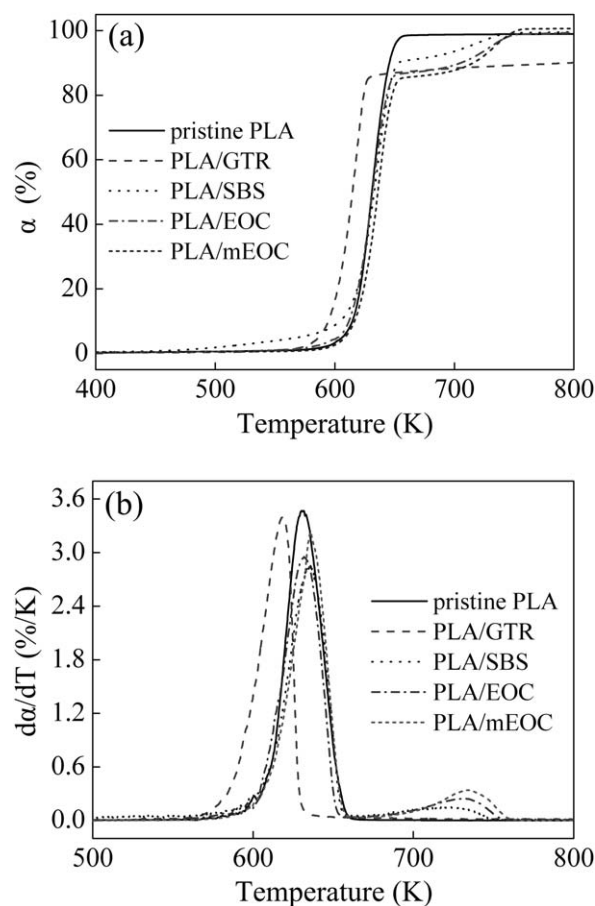 (a)
100
80
60
40
20
0
α (%)
pristine PLA
PLA/GTR
PLA/SBS
PLA/EOC
PLA/mEOC
400 500 600 700 800
Temperature (K)
(b)
3.6
3.0
2.4
1.8
1.2
0.6
0.0
dα/dT (%/K)
pristine PLA
PLA/GTR
PLA/SBS
PLA/EOC
PLA/mEOC
500 600 700 800
Temperature (K)